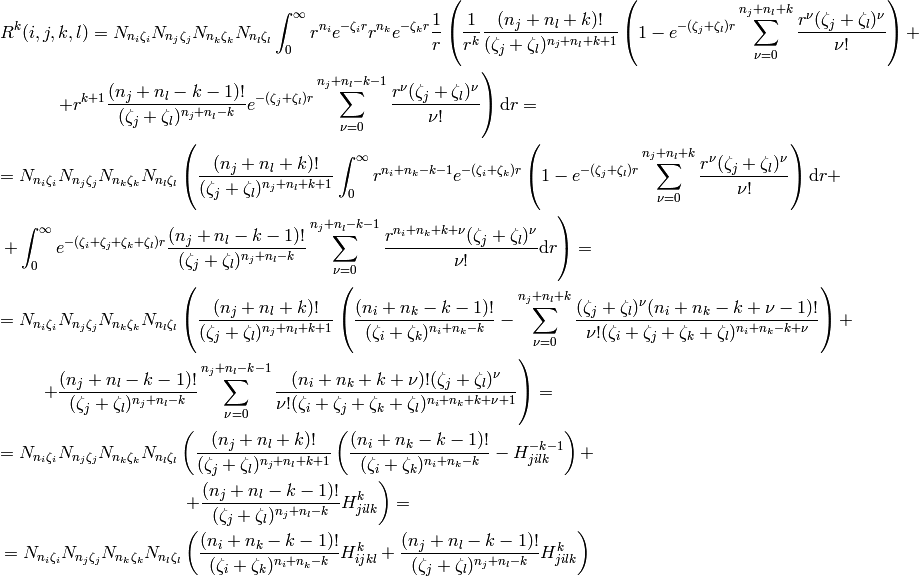 R^k(i, j, k, l) = N_{n_iζ_i} N_{n_jζ_j} N_{n_kζ_k} N_{n_lζ_l} \int_0^∞ r^{n_i} e^{-ζ_i r} r^{n_k} e^{-ζ_k r} \frac{1}{r} \left( \frac{1}{r^k} \frac{(n_j + n_l + k)!}{(ζ_j + ζ_l)^{n_j+n_l+k+1}} \left( 1 - e^{-(ζ_j+ζ_l)r} \sum_{ν=0}^{n_j+n_l+k} \frac{r^ν(ζ_j + ζ_l)^ν}{ν!} \right) +
+ r^{k+1} \frac{(n_j + n_l - k - 1)!}{(ζ_j + ζ_l)^{n_j+n_l-k}} e^{-(ζ_j+ζ_l)r} \sum_{ν=0}^{n_j+n_l-k-1} \frac{r^ν(ζ_j + ζ_l)^ν}{ν!} \right) dr =
= N_{n_iζ_i} N_{n_jζ_j} N_{n_kζ_k} N_{n_lζ_l} \left( \frac{(n_j + n_l + k)!}{(ζ_j + ζ_l)^{n_j+n_l+k+1}} \int_0^∞ r^{n_i+n_k-k-1} e^{-(ζ_i+ζ_k)r} \left( 1 - e^{-(ζ_j+ζ_l)r} \sum_{ν=0}^{n_j+n_l+k} \frac{r^ν(ζ_j + ζ_l)^ν}{ν!} \right) dr +
+ \int_0^∞ e^{-(ζ_i+ζ_j+ζ_k+ζ_l)r} \frac{(n_j + n_l - k - 1)!}{(ζ_j + ζ_l)^{n_j+n_l-k}} \sum_{ν=0}^{n_j+n_l-k-1} \frac{r^{n_i+n_k+k+ν}(ζ_j + ζ_l)^ν}{ν!} dr \right) =
= N_{n_iζ_i} N_{n_jζ_j} N_{n_kζ_k} N_{n_lζ_l} \left( \frac{(n_j + n_l + k)!}{(ζ_j + ζ_l)^{n_j+n_l+k+1}} \left( \frac{(n_i + n_k - k - 1)!}{(ζ_i + ζ_k)^{n_i+n_k-k}} - \sum_{ν=0}^{n_j+n_l+k} \frac{(ζ_j + ζ_l)^ν(n_i + n_k - k + ν - 1)!}{ν!(ζ_i + ζ_j + ζ_k + ζ_l)^{n_i+n_k-k+ν}} \right) +
+ \frac{(n_j + n_l - k - 1)!}{(ζ_j + ζ_l)^{n_j+n_l-k}} \sum_{ν=0}^{n_j+n_l-k-1} \frac{(n_i + n_k + k + ν)!(ζ_j + ζ_l)^ν}{ν!(ζ_i + ζ_j + ζ_k + ζ_l)^{n_i+n_k+k+ν+1}} \right) =
= N_{n_iζ_i} N_{n_jζ_j} N_{n_kζ_k} N_{n_lζ_l} \left( \frac{(n_j + n_l + k)!}{(ζ_j + ζ_l)^{n_j+n_l+k+1}} \left( \frac{(n_i + n_k - k - 1)!}{(ζ_i + ζ_k)^{n_i+n_k-k}} - H_{jilk}^{-k-1} \right) +
+ \frac{(n_j + n_l - k - 1)!}{(ζ_j + ζ_l)^{n_j+n_l-k}} H_{jilk}^k \right) =
= N_{n_iζ_i} N_{n_jζ_j} N_{n_kζ_k} N_{n_lζ_l} \left( \frac{(n_i + n_k - k - 1)!}{(ζ_i + ζ_k)^{n_i+n_k-k}} H_{ijkl}^k + \frac{(n_j + n_l - k - 1)!}{(ζ_j + ζ_l)^{n_j+n_l-k}} H_{jilk}^k \right)